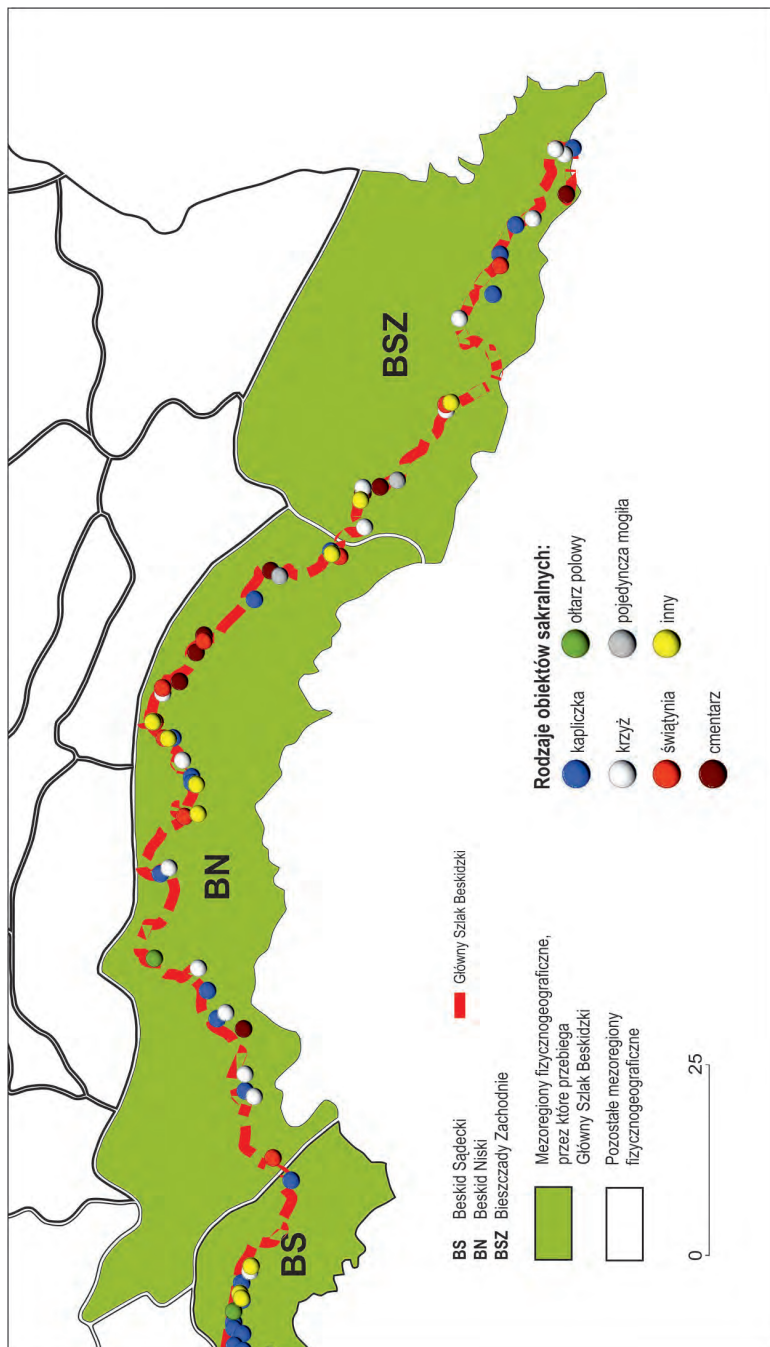 BSZ
BN
BS
BS Beskid Sądecki
BN Beskid Niski
BSZ Bieszczady Zachodnie
Główny Szlak Beskidzki
Mezoregiony fizycznogeograficzne,
przez które przebiega
Główny Szlak Beskidzki
Pozostałe mezoregiony
fizycznogeograficzne
0 25
Rodzaje obiektów sakralnych:
kapliczka
krzyż
świątynia
cmentarz
ołtarz polowy
pojedyncza mogiła
inny